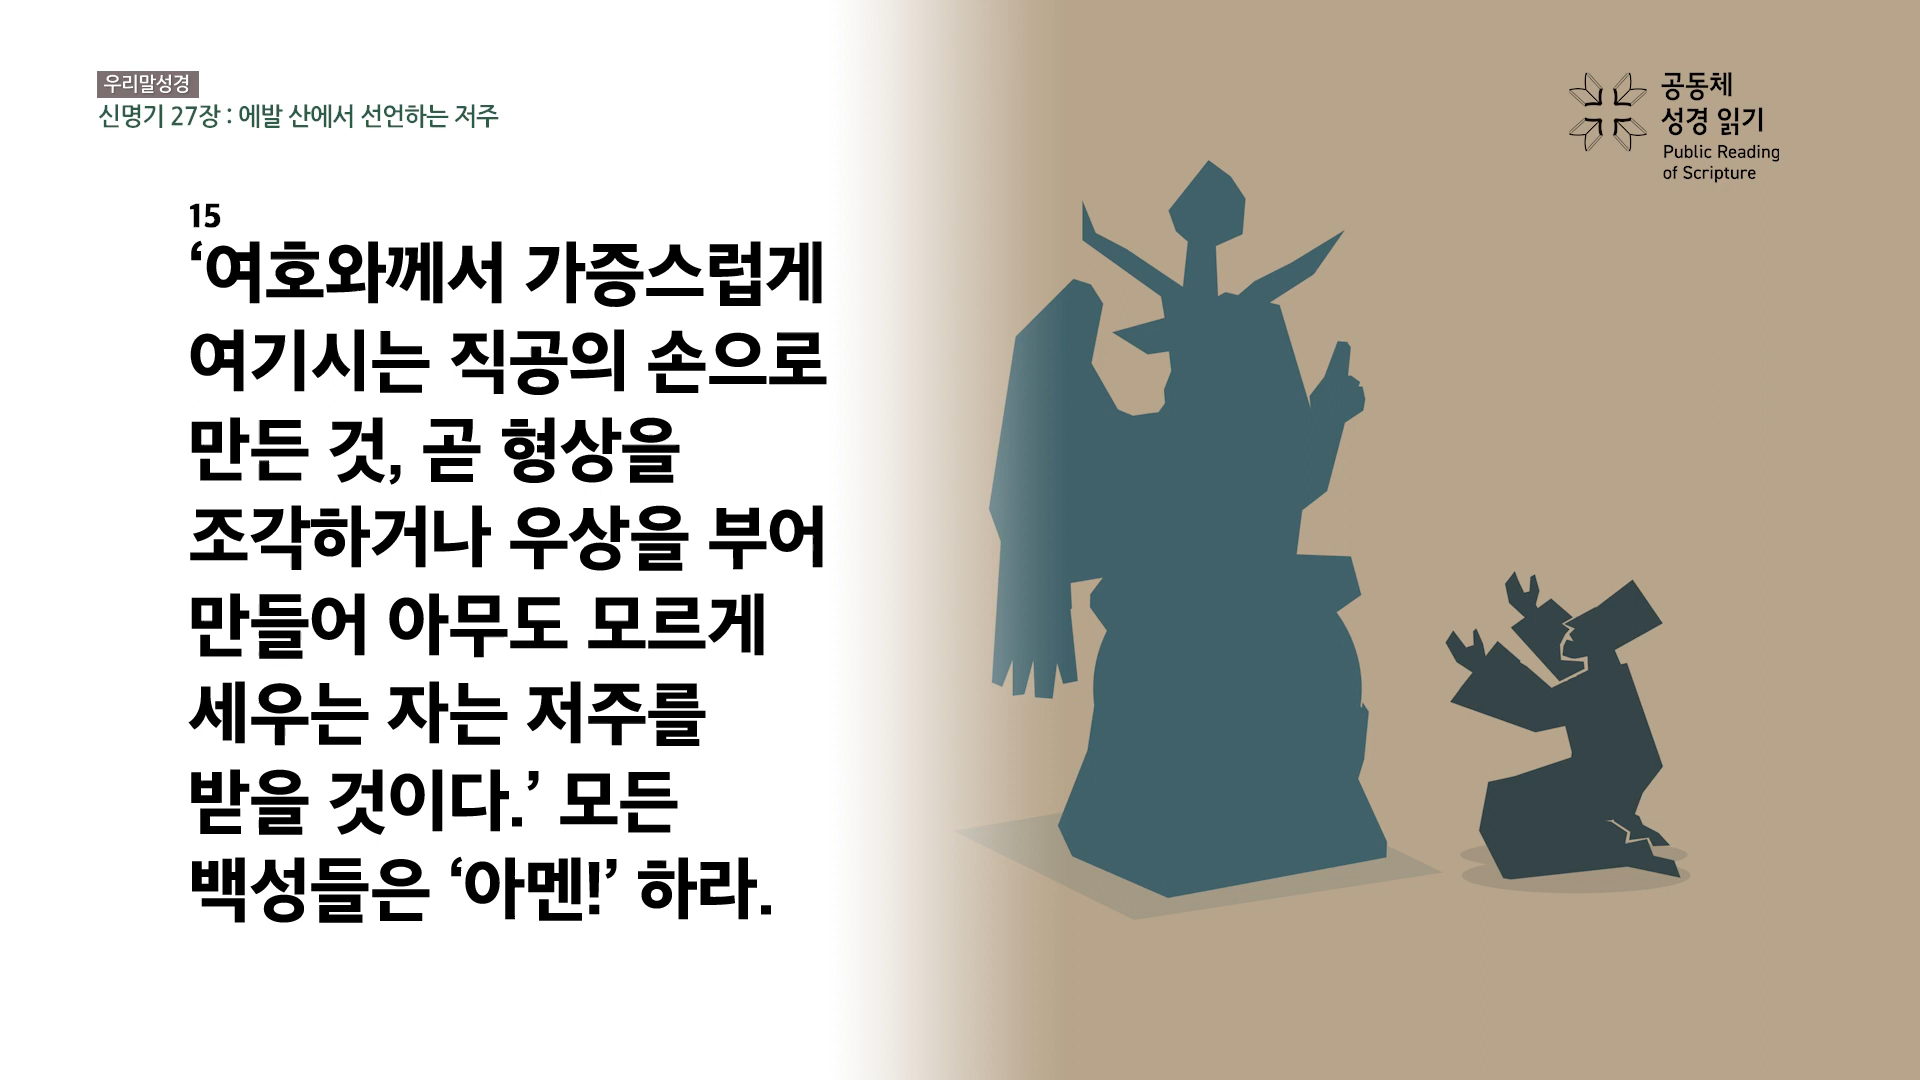 우리말성경
신명기 27장 : 에발 산에서 선언하는 저주
15
‘여호와께서 가증스럽게
여기시는 직공의 손으로
만든 것, 곧 형상을
조각하거나 우상을 부어
만들어 아무도 모르게
세우는 자는 저주를
받을 것이다.’ 모든
백성들은 ‘아멘!’ 하라.
공동체
성경 읽기
Public Reading
of Scripture